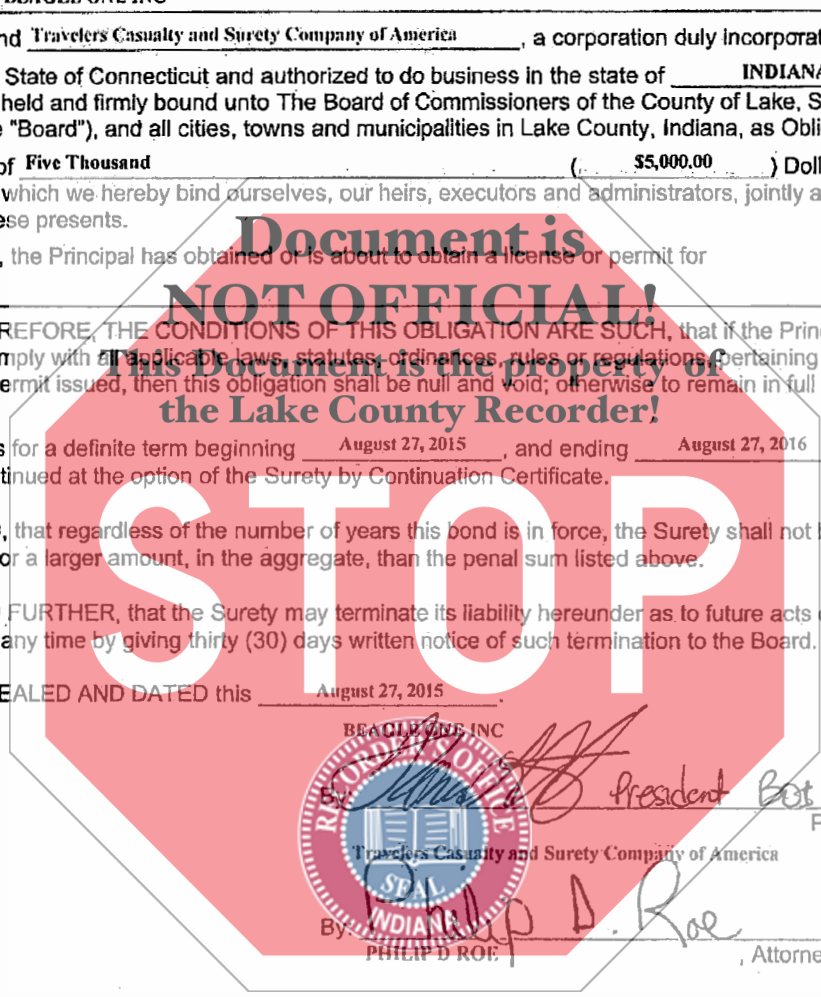 BEAGLE ONE INC
nd Travelers Casualty and Surety Company of America , a corporation duly incorporat
State of Connecticut and authorized to do business in the state of INDIANA
held and firmly bound unto The Board of Commissioners of the County of Lake, S
e "Board"), and all cities, towns and municipalities in Lake County, Indiana, as Obli
of Five Thousand ( $5,000.00 ) Doll
which we hereby bind ourselves, our heirs, executors and administrators, jointly a
ese presents.
Document is
, the Principal has obtained or is about to obtain a license or permit for
NOT OFFICIAL!
REFORE, THE CONDITIONS OF THIS OBLIGATION ARE SUCH, that if the Princ
mply with all applicable laws, statutes, ordinances, rules or regulations, pertaining
This Document is the property of
ermit issued, then this obligation shall be null and void; otherwise to remain in full
the Lake County Recorder!
s for a definite term beginning August 27, 2015 , and ending August 27, 2016
tinued at the option of the Surety by Continuation Certificate.
STOP
, that regardless of the number of years this bond is in force, the Surety shall not b
or a larger amount, in the aggregate, than the penal sum listed above.
FURTHER, that the Surety may terminate its liability hereunder as to future acts o
any time by giving thirty (30) days written notice of such termination to the Board.
EALED AND DATED this August 27, 2015 .
BEAGLE ONE INC
RECORDER'S OFFICE
By: President
P
Travelers Casualty and Surety Company of America
SEAL
INDIANA
By: Philip D. Roe
PHILIP D ROE , Attorne